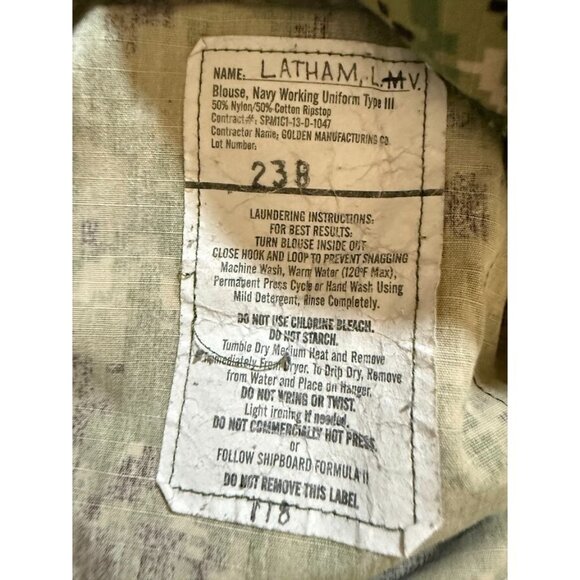 NAME: LATHAM, L.M V.
Blouse, Navy Working Uniform Type III
50% Nylon/50% Cotton Ripstop
Contract#: SPM1C1-13-D-1047
Contractor Name: GOLDEN MANUFACTURING CO.
Lot Number:
238
LAUNDERING INSTRUCTIONS:
FOR BEST RESULTS:
TURN BLOUSE INSIDE OUT
CLOSE HOOK AND LOOP TO PREVENT SNAGGING
Machine Wash, Warm Water (120°F Max),
Permanent Press Cycle or Hand Wash Using
Mild Detergent, Rinse Completely.
DO NOT USE CHLORINE BLEACH.
DO NOT STARCH.
Tumble Dry Medium Heat and Remove
Immediately From Dryer. To Drip Dry, Remove
from Water and Place on Hanger.
DO NOT WRING OR TWIST.
Light ironing if needed.
DO NOT COMMERCIALLY HOT PRESS.
or
FOLLOW SHIPBOARD FORMULA II
DO NOT REMOVE THIS LABEL